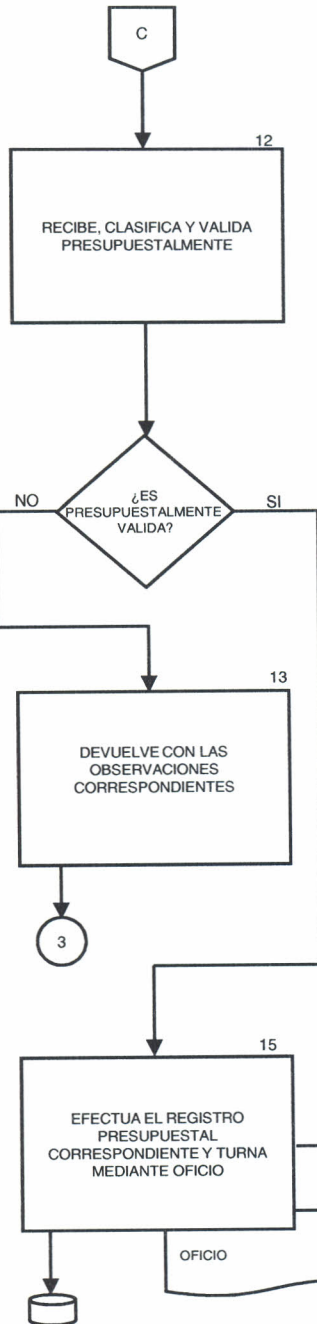 C
12
RECIBE, CLASIFICA Y VALIDA
PRESUPUESTALMENTE
NO
¿ES
PRESUPUESTALMENTE
VALIDA?
SI
13
DEVUELVE CON LAS
OBSERVACIONES
CORRESPONDIENTES
3
15
EFECTUA EL REGISTRO
PRESUPUESTAL
CORRESPONDIENTE Y TURNA
MEDIANTE OFICIO
OFICIO